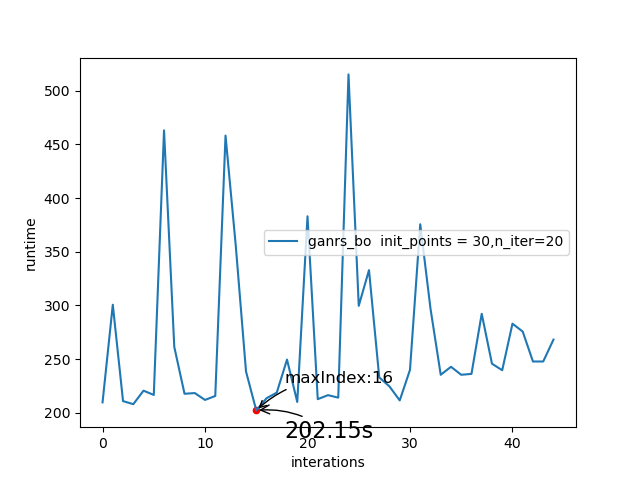 500
450
400
350
300
250
200
runtime
ganrs_bo init_points = 30,n_iter=20
maxIndex:16
202.15s
0 10 20 30 40
interations